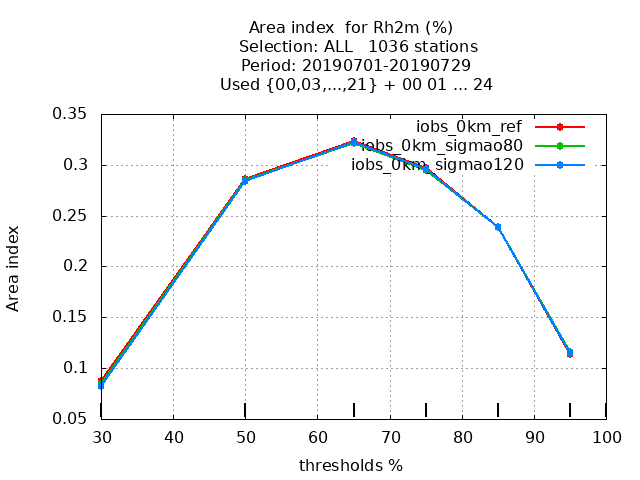 Area index  for Rh2m (%)
Selection: ALL   1036 stations
Period: 20190701-20190729
Used {00,03,...,21} + 00 01 ... 24
iobs_0km_ref
iobs_0km_sigmao80
iobs_0km_sigmao120
0.35
0.3
0.25
0.2
0.15
0.1
0.05
Area index
30 40 50 60 70 80 90 100
thresholds %